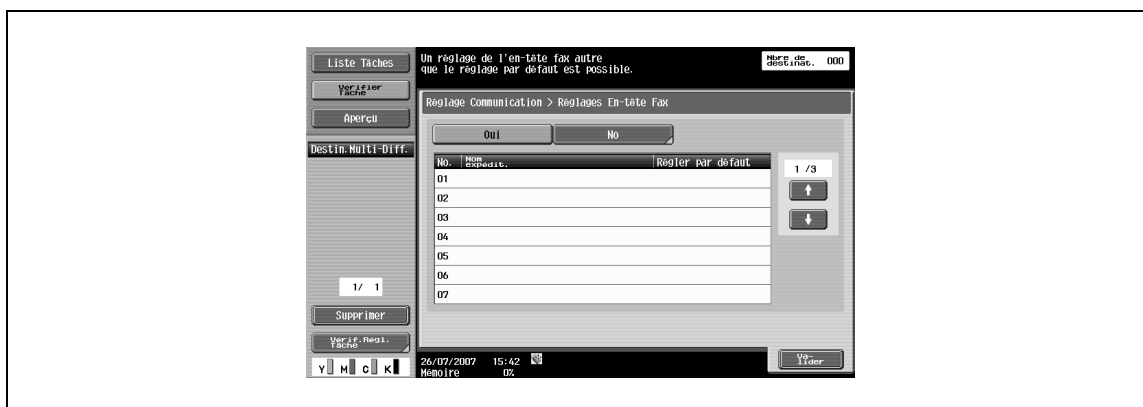 Liste Tâches
Vérifier
Tâche
Aperçu
Destin.Multi-Diff.
1/ 1
Supprimer
Vérif.Régl.
Tâche
Y M C K
Un réglage de l'en-tête fax autre
que le réglage par défaut est possible.
Nbre de
destinat. 000
Réglage Communication > Réglages En-tête Fax
Oui No
No. Nom
expédit. Régler par défaut
01
02
03
04
05
06
07
1 /3
26/07/2007 15:42
Mémoire 0%
Va-
lider